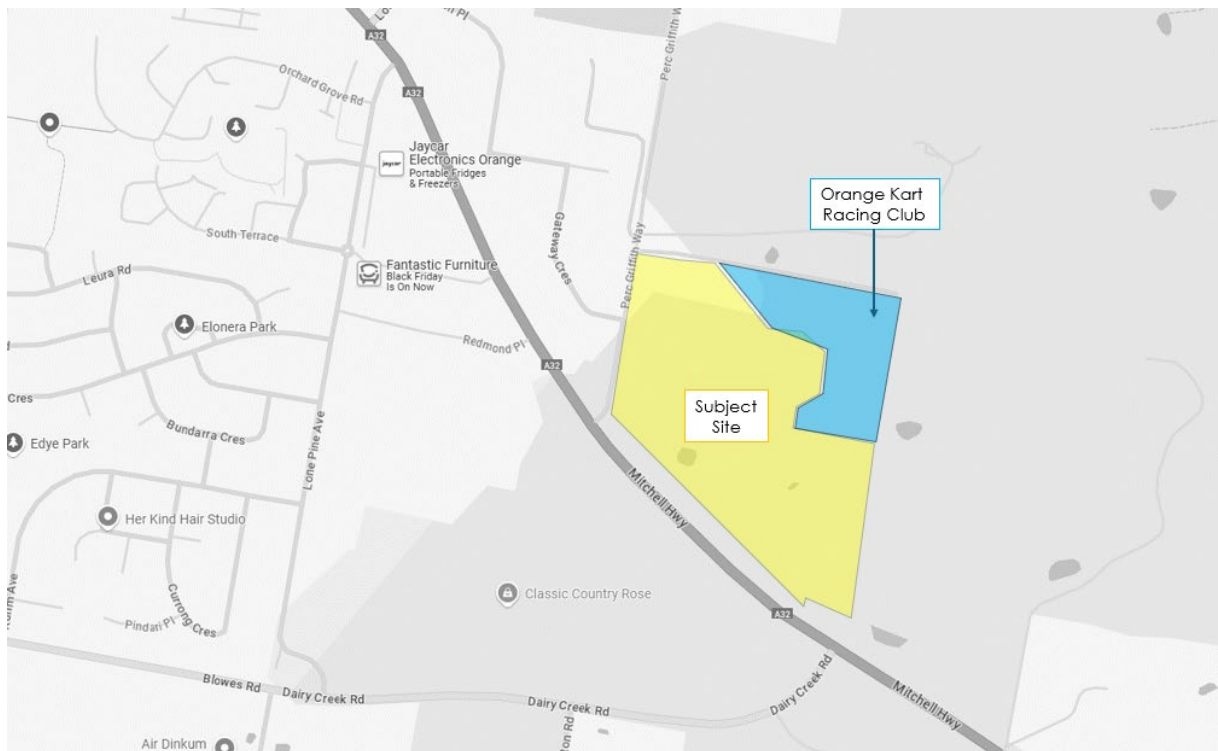 A32
Pl
Perc Griffith Way
Orchard Grove Rd
A32
Jaycar
Electronics Orange
Portable Fridges
& Freezers
jaycar
Orange Kart
Racing Club
South Terrace
Gateway Cres
Perc Griffith Way
Fantastic Furniture
Black Friday
Is On Now
Leura Rd
Elonera Park
Redmond Pl
A32
Cres
Subject
Site
Bundarra Cres
Edye Park
Lone Pine Ave
Mitchell Hwy
Her Kind Hair Studio
Classic Country Rose
A32
Currong Cres
Pindari Pl
Ave
Blowes Rd
Dairy Creek Rd
Dairy Creek Rd
Dairy Creek Rd
Mitchell Hwy
Air Dinkum